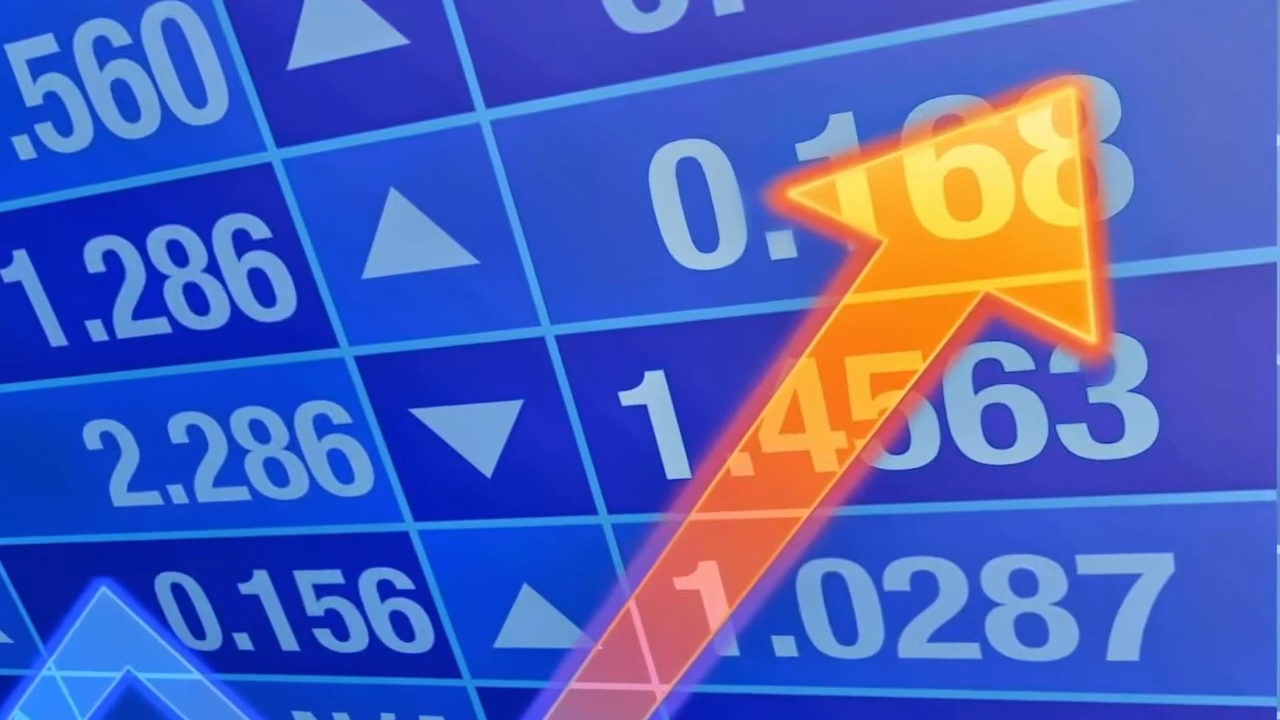 .560 ▲
1.286 ▲ 0.168
2.286 ▼ 1.4563
0.156 ▲ 1.0287